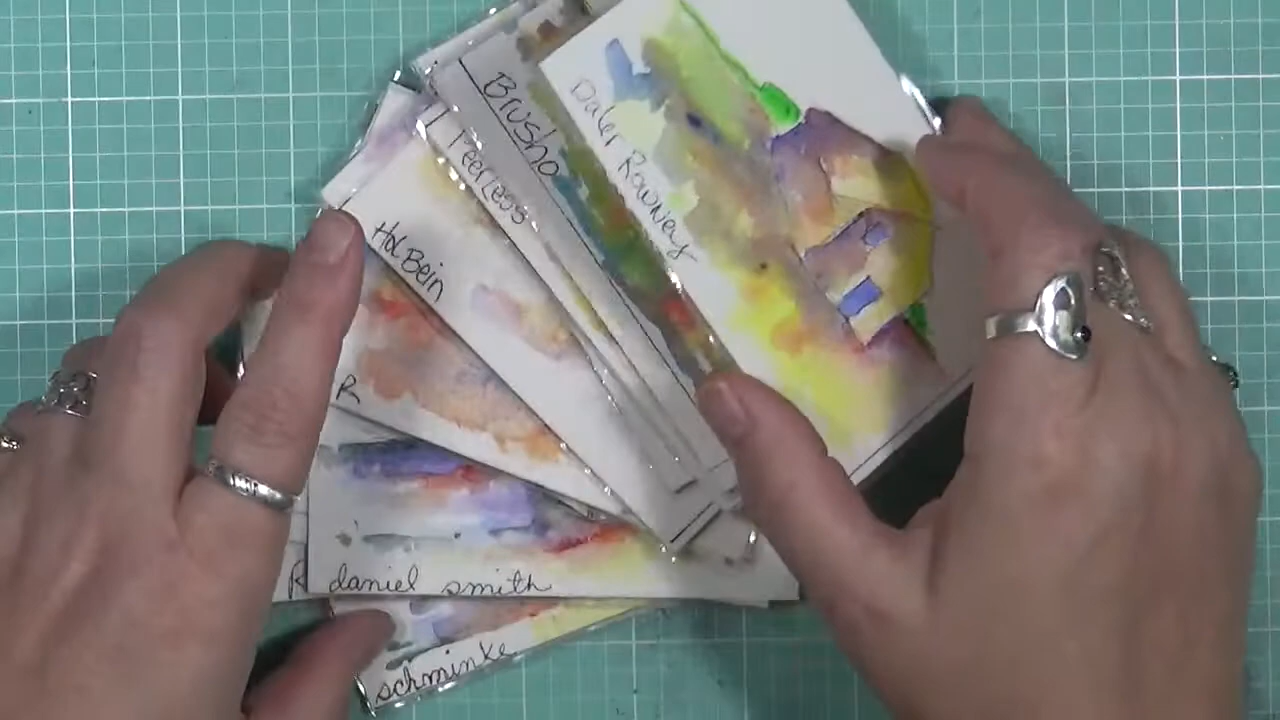 Daler Rowney
Brusho
Peerless
HolBein
R
R daniel smith
schminke